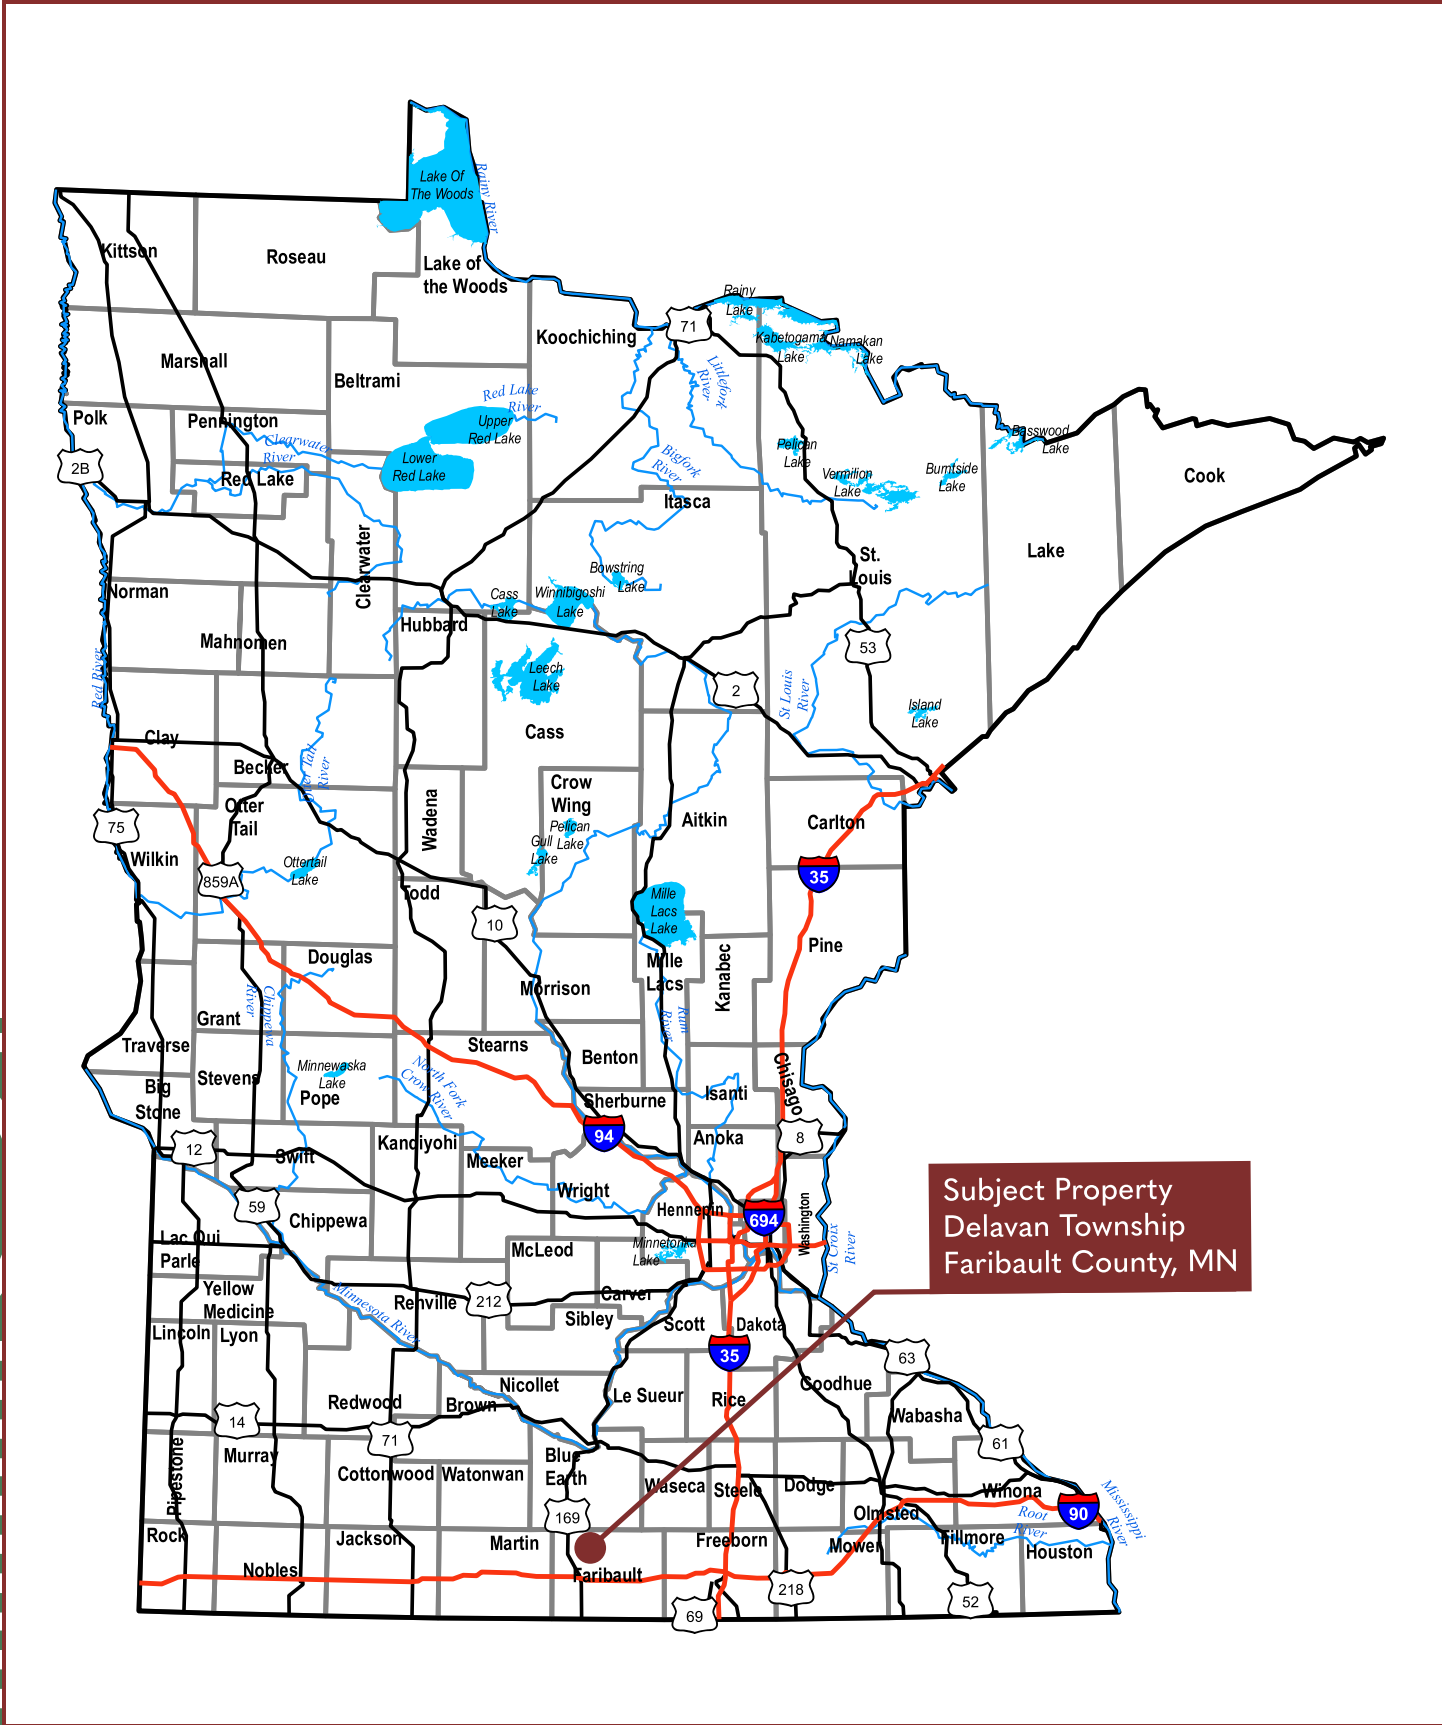 Lake Of
The Woods
Rainy River
Kittson
Roseau
Lake of
the Woods
Rainy
Lake
71
Koochiching
Kabetogama
Lake
Namakan
Lake
Marshall
Beltrami
Littlefork
River
Red Lake
River
Polk
Pennington
Upper
Red Lake
Clearwater
River
Basswood
Lake
Pelican
Lake
2B
Lower
Red Lake
Bigfork
River
Vermilion
Lake
Burntside
Lake
Cook
Red Lake
Itasca
Lake
St.
Louis
Clearwater
Bowstring
Lake
Norman
Cass
Lake
Winnibigoshi
Lake
Hubbard
Mahnomen
53
Red River
Leech
Lake
2
St Louis
River
Island
Lake
Cass
Clay
Becker
Otter Tail
River
Crow
Wing
Otter
Tail
Wadena
Aitkin
Carlton
75
Pelican
Lake
Gull
Lake
Wilkin
Ottertail
Lake
859A
35
Todd
Mille
Lacs
Lake
10
Pine
Douglas
Mille
Lacs
Kanabec
Morrison
Chippewa
River
Grant
Rum
River
Traverse
Stearns
Benton
Minnewaska
Lake
Stevens
Pope
North Fork
Crow River
Big
Stone
Chisago
Isanti
Sherburne
94
Anoka
8
12
Swift
Kandiyohi
Meeker
Wright
59
Chippewa
Hennepin
694
Washington
Subject Property
Delavan Township
Faribault County, MN
St Croix
River
Lac Qui
Parle
McLeod
Minnetonka
Lake
Yellow
Medicine
Minnesota River
Renville
212
Carver
Sibley
Scott
Dakota
Lincoln
Lyon
35
63
Nicollet
Le Sueur
Rice
Goodhue
Redwood
Brown
Wabasha
14
71
61
Pipestone
Murray
Cottonwood
Watonwan
Blue
Earth
Waseca
Steele
Dodge
Winona
Olmsted
90
Mississippi
River
169
Root
River
Rock
Jackson
Martin
Freeborn
Mower
Fillmore
Houston
Nobles
Faribault
218
52
69